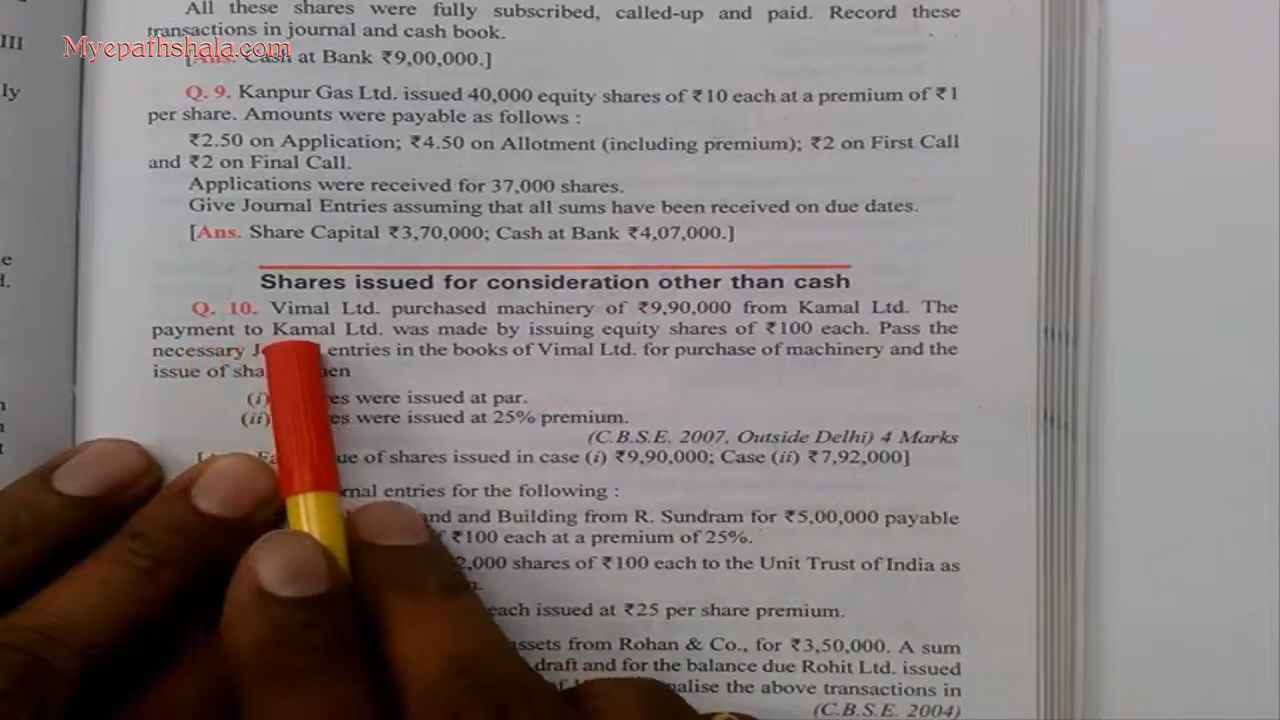 All these shares were fully subscribed, called-up and paid. Record these
transactions in journal and cash book.
III
Myepathshala.com
[Ans. Cash at Bank ₹9,00,000.]
ly
Q. 9. Kanpur Gas Ltd. issued 40,000 equity shares of ₹10 each at a premium of ₹1
per share. Amounts were payable as follows :
₹2.50 on Application; ₹4.50 on Allotment (including premium); ₹2 on First Call
and ₹2 on Final Call.
Applications were received for 37,000 shares.
Give Journal Entries assuming that all sums have been received on due dates.
[Ans. Share Capital ₹3,70,000; Cash at Bank ₹4,07,000.]
e
d.
Shares issued for consideration other than cash
Q. 10. Vimal Ltd. purchased machinery of ₹9,90,000 from Kamal Ltd. The
payment to Kamal Ltd. was made by issuing equity shares of ₹100 each. Pass the
necessary entries in the books of Vimal Ltd. for purchase of machinery and the
issue of
(i) were issued at par.
(ii) were issued at 25% premium.
(C.B.S.E. 2007, Outside Delhi) 4 Marks
of shares issued in case (i) ₹9,90,000; Case (ii) ₹7,92,000]
entries for the following :
and Building from R. Sundram for ₹5,00,000 payable
₹100 each at a premium of 25%.
shares of ₹100 each to the Unit Trust of India as
each issued at ₹25 per share premium.
assets from Rohan & Co., for ₹3,50,000. A sum
draft and for the balance due Rohit Ltd. issued
the above transactions in
(C.B.S.E. 2004)